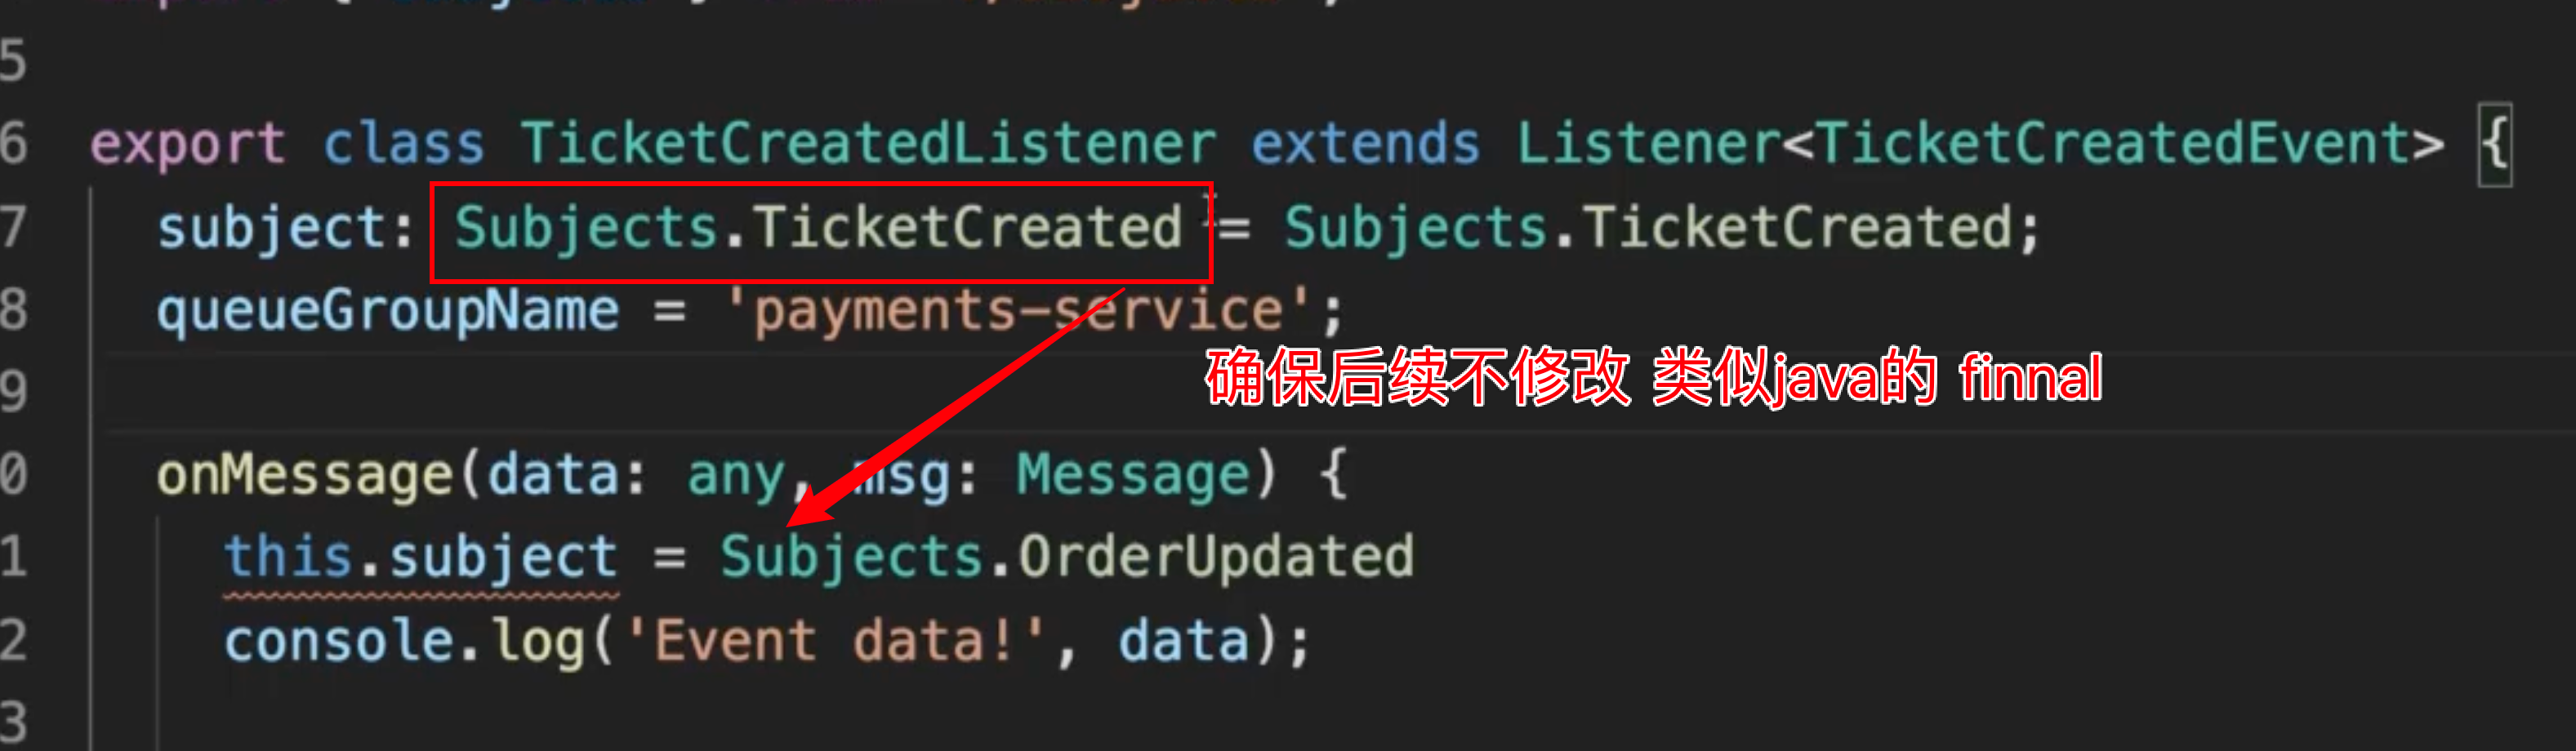 5
6 export class TicketCreatedListener extends Listener<TicketCreatedEvent> {
7 subject: Subjects.TicketCreated = Subjects.TicketCreated;
8 queueGroupName = 'payments-service';
9
确保后续不修改 类似java的 finnal
0 onMessage(data: any, msg: Message) {
1 this.subject = Subjects.OrderUpdated
2 console.log('Event data!', data);
3